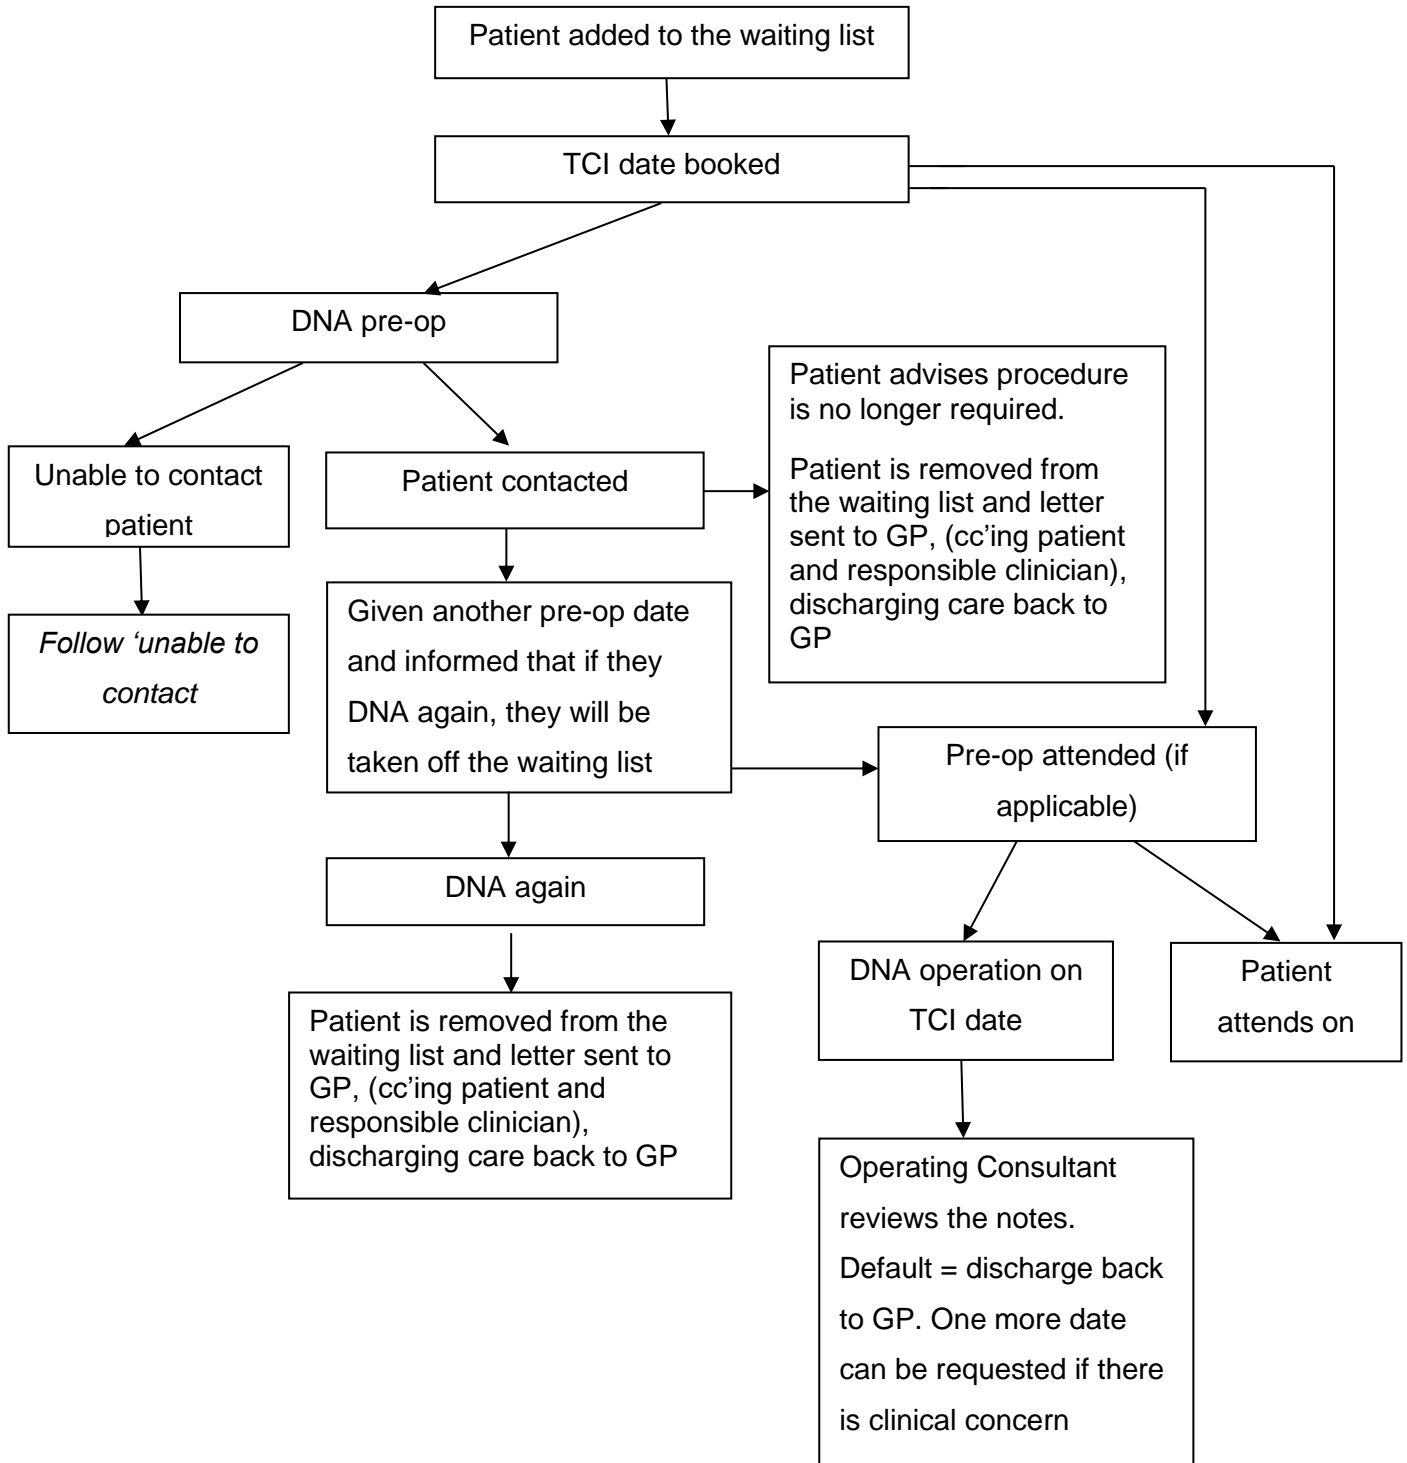 Patient added to the waiting list
TCI date booked
DNA pre-op
Patient advises procedure
is no longer required.
Patient is removed from
the waiting list and letter
sent to GP, (cc'ing patient
and responsible clinician),
discharging care back to
GP
Unable to contact
patient
Patient contacted
Follow ‘unable to
contact
Given another pre-op date
and informed that if they
DNA again, they will be
taken off the waiting list
Pre-op attended (if
applicable)
DNA again
DNA operation on
TCI date
Patient
attends on
Patient is removed from the
waiting list and letter sent to
GP, (cc'ing patient and
responsible clinician),
discharging care back to GP
Operating Consultant
reviews the notes.
Default = discharge back
to GP. One more date
can be requested if there
is clinical concern